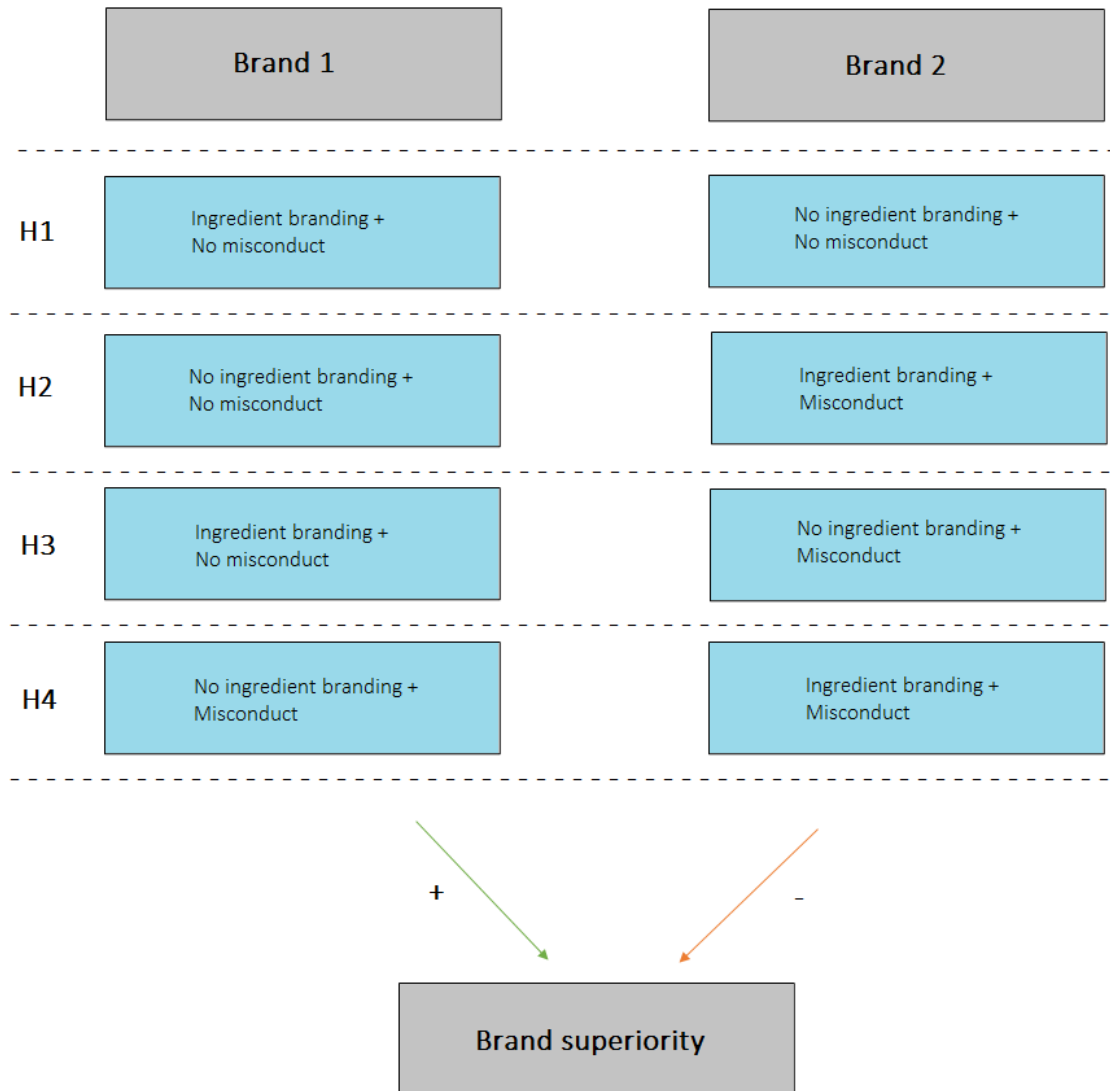 Brand 1
Brand 2
H1
Ingredient branding +
No misconduct
No ingredient branding +
No misconduct
H2
No ingredient branding +
No misconduct
Ingredient branding +
Misconduct
H3
Ingredient branding +
No misconduct
No ingredient branding +
Misconduct
H4
No ingredient branding +
Misconduct
Ingredient branding +
Misconduct
+
-
Brand superiority